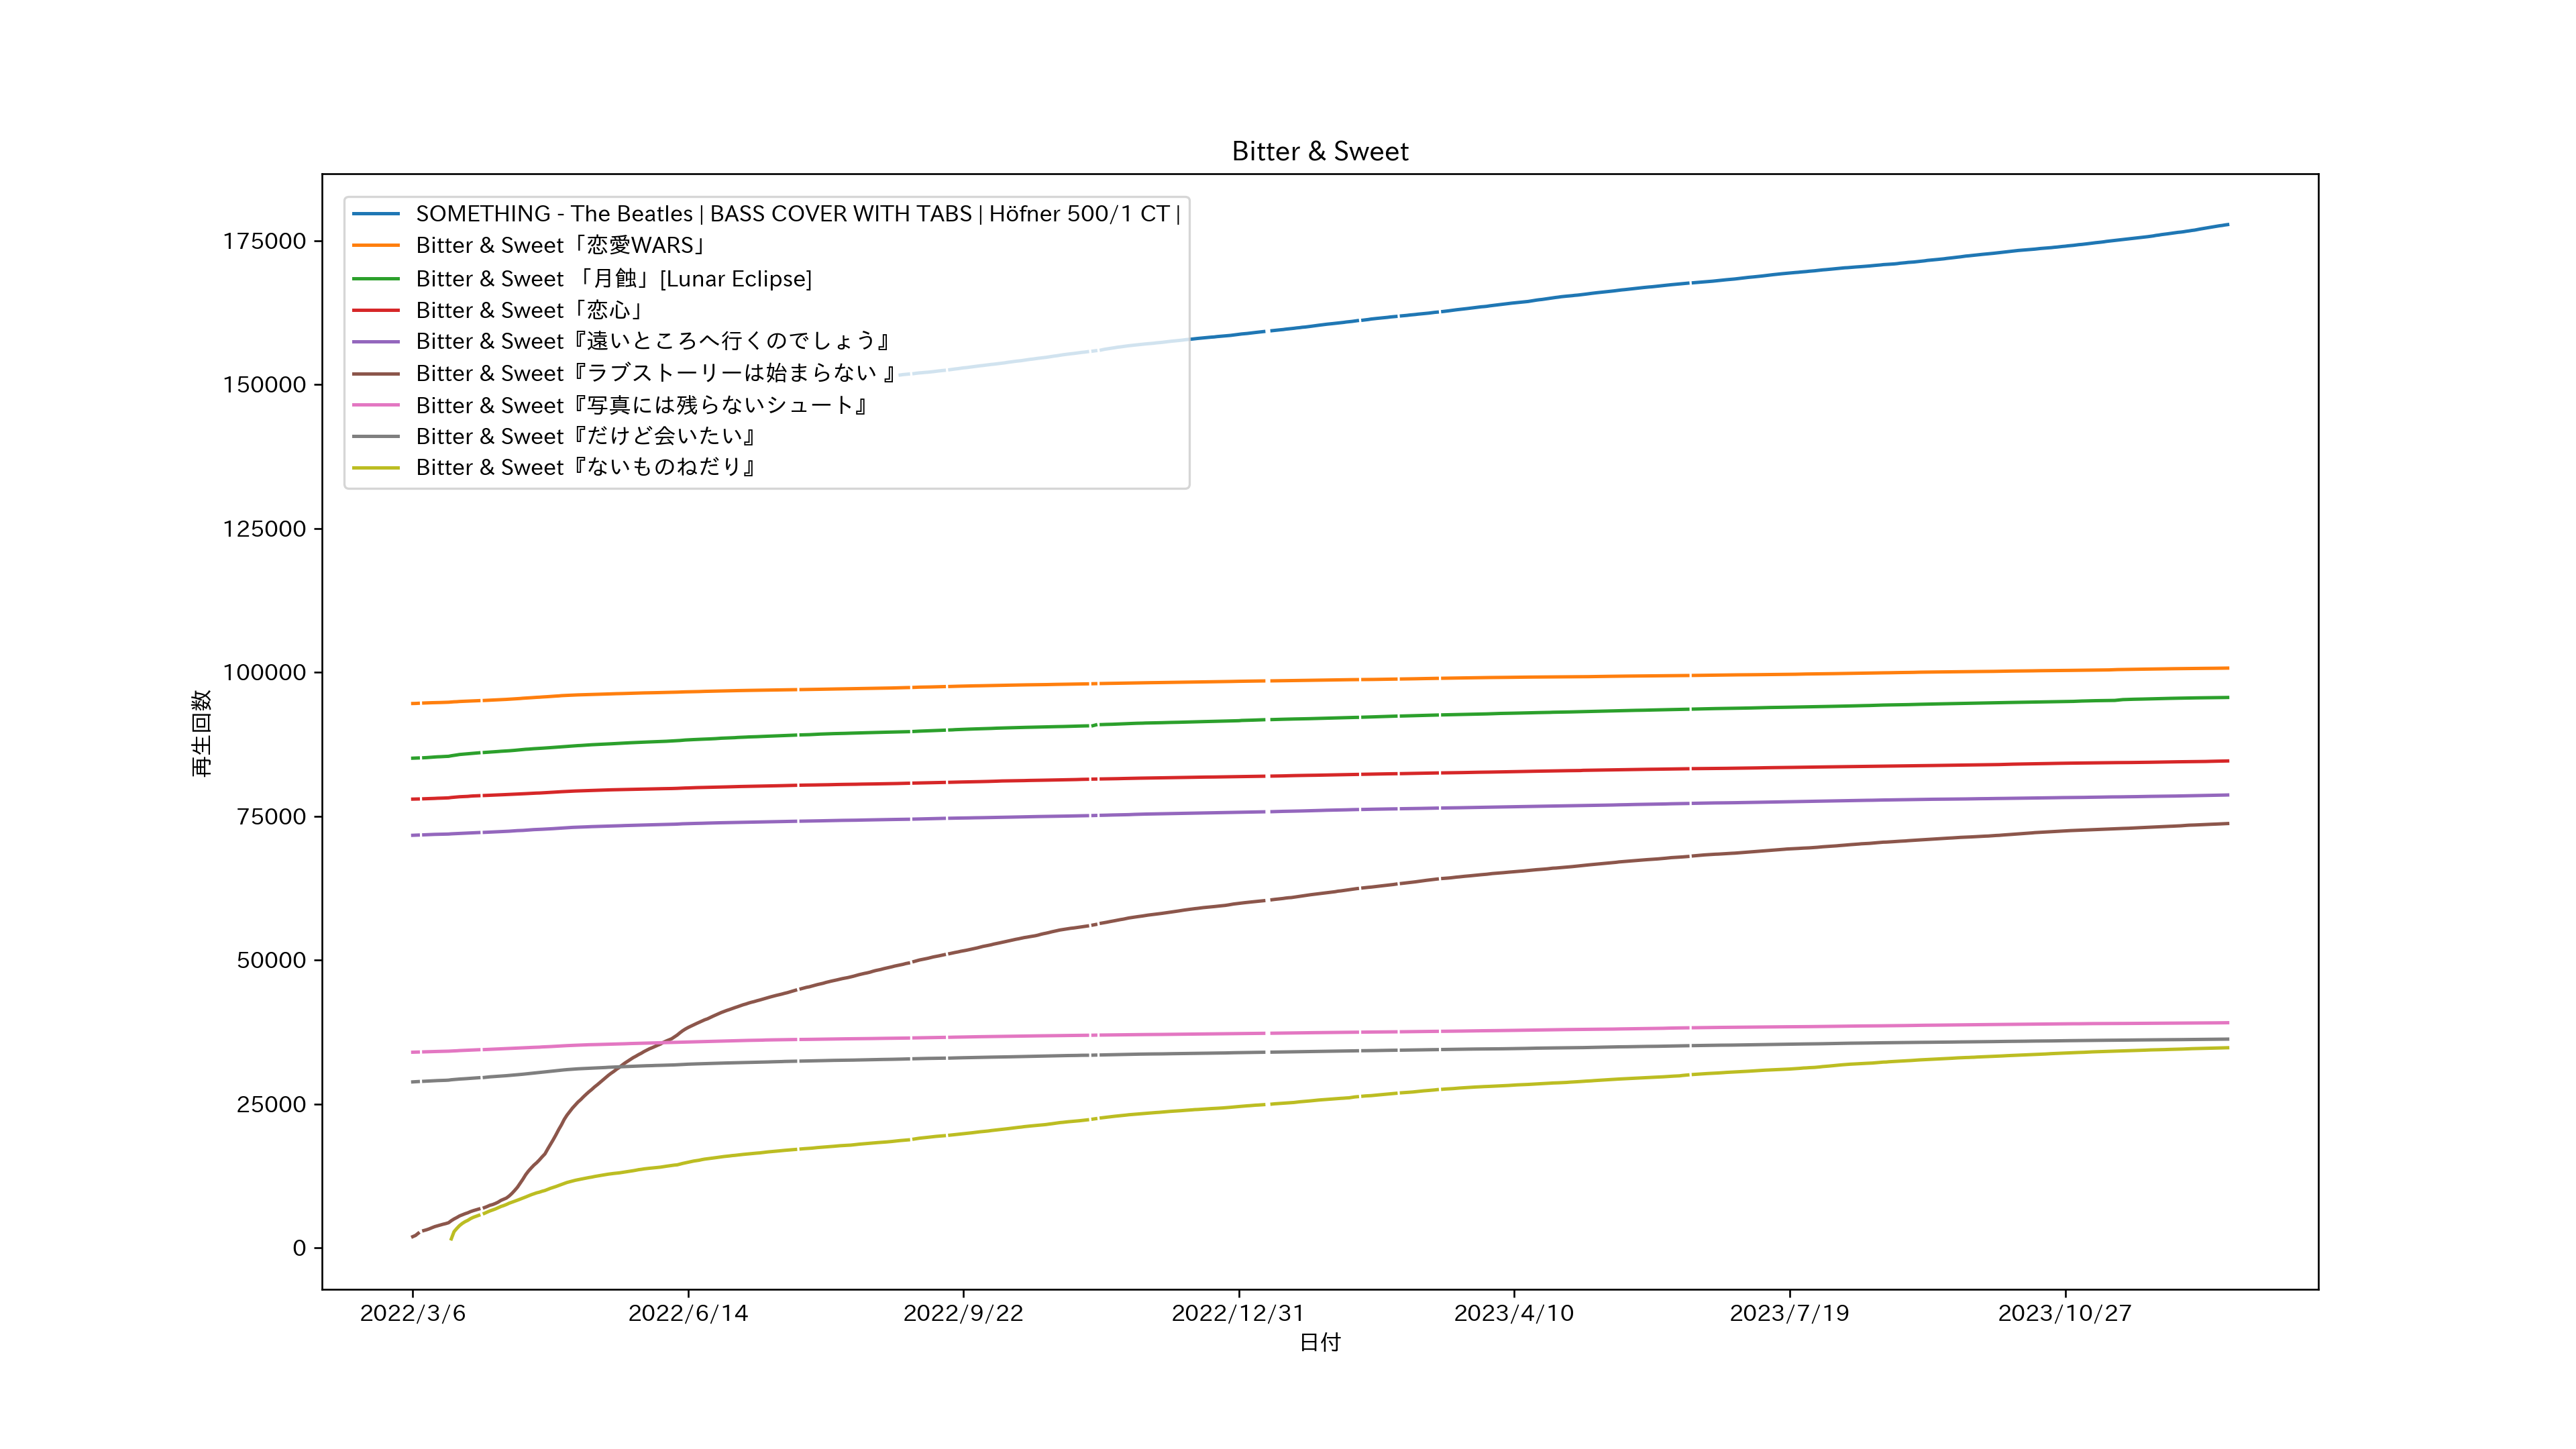 Bitter & Sweet
SOMETHING - The Beatles | BASS COVER WITH TABS | Höfner 500/1 CT |
Bitter & Sweet「恋愛WARS」
Bitter & Sweet 「月蝕」[Lunar Eclipse]
Bitter & Sweet「恋心」
Bitter & Sweet『遠いところへ行くのでしょう』
Bitter & Sweet『ラブストーリーは始まらない 』
Bitter & Sweet『写真には残らないシュート』
Bitter & Sweet『だけど会いたい』
Bitter & Sweet『ないものねだり』
175000
150000
125000
100000
75000
50000
25000
0
再生回数
2022/3/6
2022/6/14
2022/9/22
2022/12/31
2023/4/10
2023/7/19
2023/10/27
日付